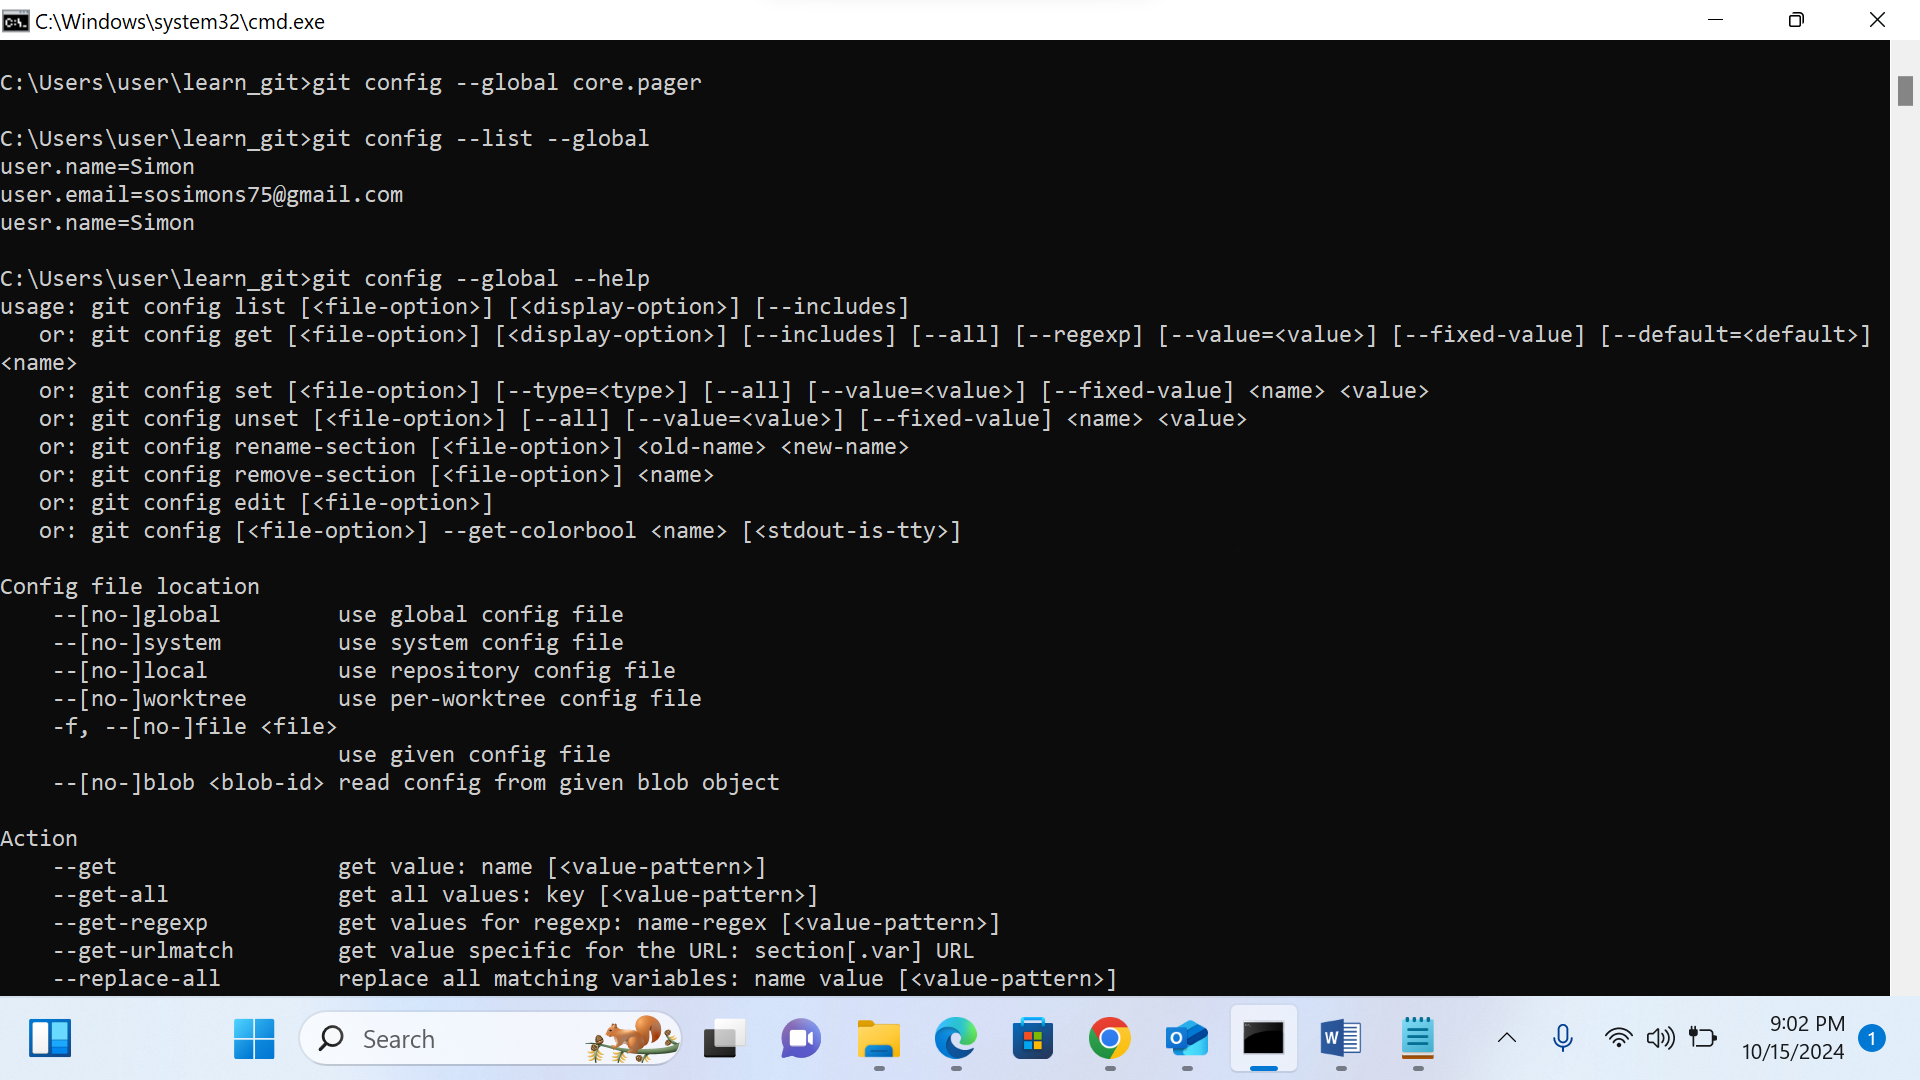 C:\Windows\system32\cmd.exe
C:\Users\user\learn_git>git config --global core.pager
C:\Users\user\learn_git>git config --list --global
user.name=Simon
user.email=sosimons75@gmail.com
uesr.name=Simon
C:\Users\user\learn_git>git config --global --help
usage: git config list [<file-option>] [<display-option>] [--includes]
   or: git config get [<file-option>] [<display-option>] [--includes] [--all] [--regexp] [--value=<value>] [--fixed-value] [--default=<default>]
<name>
   or: git config set [<file-option>] [--type=<type>] [--all] [--value=<value>] [--fixed-value] <name> <value>
   or: git config unset [<file-option>] [--all] [--value=<value>] [--fixed-value] <name> <value>
   or: git config rename-section [<file-option>] <old-name> <new-name>
   or: git config remove-section [<file-option>] <name>
   or: git config edit [<file-option>]
   or: git config [<file-option>] --get-colorbool <name> [<stdout-is-tty>]
Config file location
    --[no-]global         use global config file
    --[no-]system         use system config file
    --[no-]local          use repository config file
    --[no-]worktree       use per-worktree config file
    -f, --[no-]file <file>
                          use given config file
    --[no-]blob <blob-id> read config from given blob object
Action
    --get                 get value: name [<value-pattern>]
    --get-all             get all values: key [<value-pattern>]
    --get-regexp          get values for regexp: name-regex [<value-pattern>]
    --get-urlmatch        get value specific for the URL: section[.var] URL
    --replace-all         replace all matching variables: name value [<value-pattern>]
Search
9:02 PM
10/15/2024
1